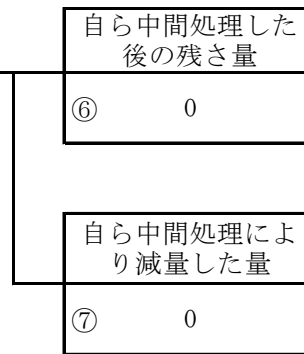 自ら中間処理した
後の残さ量
⑥ 0
自ら中間処理によ
り減量した量
⑦ 0